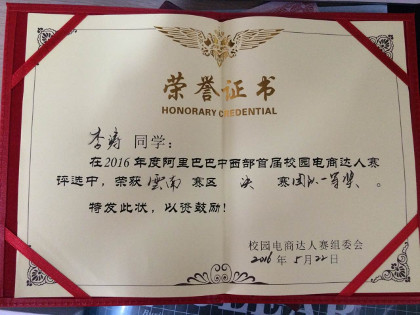 荣誉证书
HONORARY CREDENTIAL
李涛 同学：
在2016年度阿里巴巴中西部首届校园电商达人赛
评选中，荣获 云南 赛区 决 赛团队一等奖 。
特发此状，以资鼓励！
校园电商达人赛组委会
2016 年 5 月 22 日